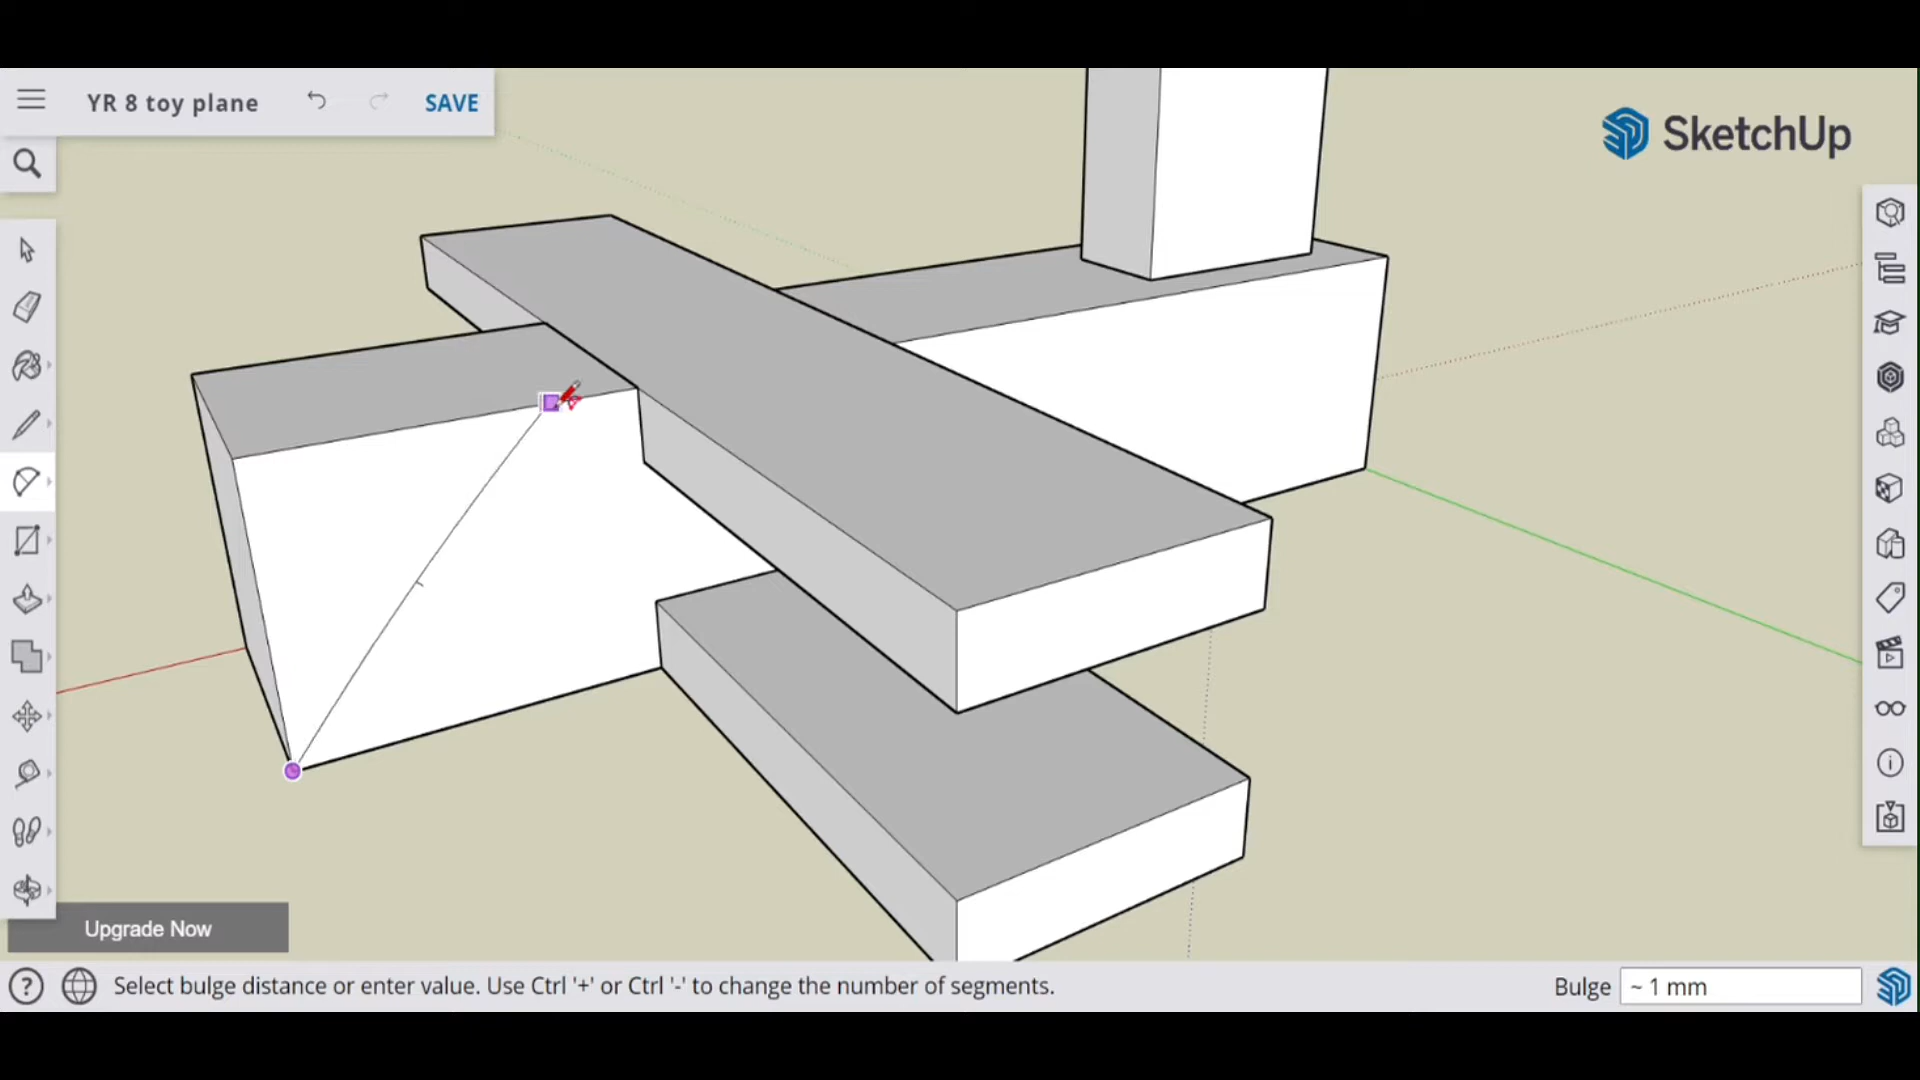 YR 8 toy plane
SAVE
SketchUp
Upgrade Now
? Select bulge distance or enter value. Use Ctrl '+' or Ctrl '-' to change the number of segments.
Bulge ~ 1 mm